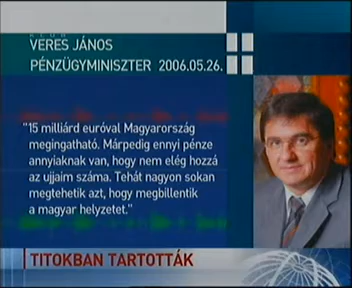 KLUB
VERES JÁNOS
PÉNZÜGYMINISZTER 2006.05.26.
"15 milliárd euróval Magyarország
megingatható. Márpedig ennyi pénze
annyiaknak van, hogy nem elég hozzá
az ujjaim száma. Tehát nagyon sokan
megtehetik azt, hogy megbillentik
a magyar helyzetet."
TITOKBAN TARTOTTÁK